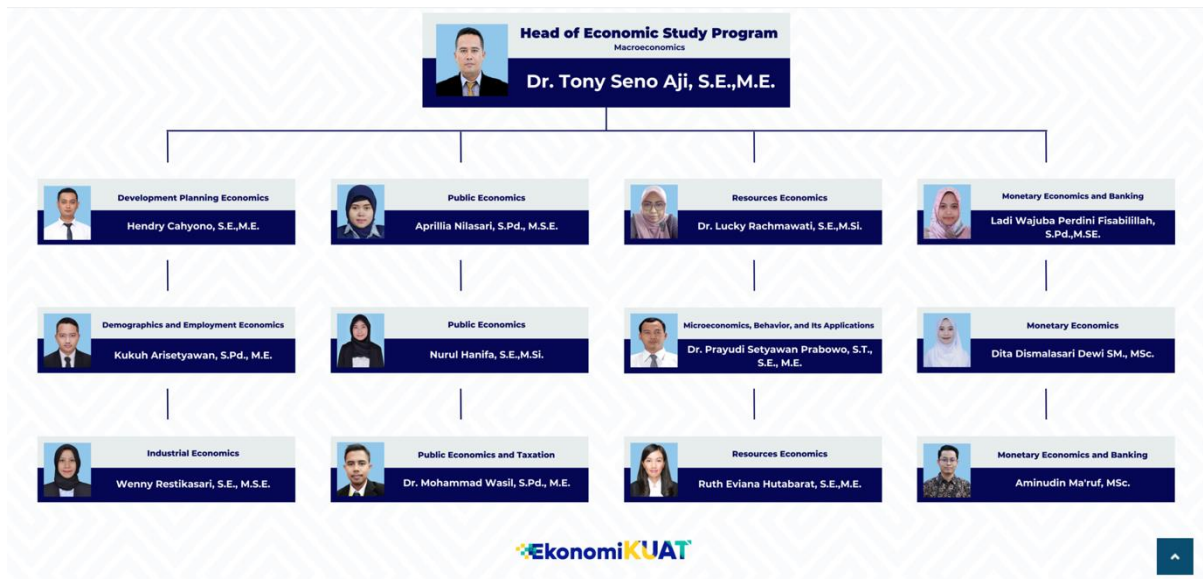 Head of Economic Study Program
Macroeconomics
Dr. Tony Seno Aji, S.E.,M.E.
Development Planning Economics
Hendry Cahyono, S.E.,M.E.
Public Economics
Aprillia Nilasari, S.Pd., M.S.E.
Resources Economics
Dr. Lucky Rachmawati, S.E.,M.Si.
Monetary Economics and Banking
Ladi Wajuba Perdini Fisabilillah,
S.Pd.,M.SE.
Demographics and Employment Economics
Kukuh Arisetyawan, S.Pd., M.E.
Public Economics
Nurul Hanifa, S.E.,M.Si.
Microeconomics, Behavior, and Its Applications
Dr. Prayudi Setyawan Prabowo, S.T.,
S.E., M.E.
Monetary Economics
Dita Dismalasari Dewi SM., MSc.
Industrial Economics
Wenny Restikasari, S.E., M.S.E.
Public Economics and Taxation
Dr. Mohammad Wasil, S.Pd., M.E.
Resources Economics
Ruth Eviana Hutabarat, S.E.,M.E.
Monetary Economics and Banking
Aminudin Ma'ruf, MSc.
EkonomiKUAT